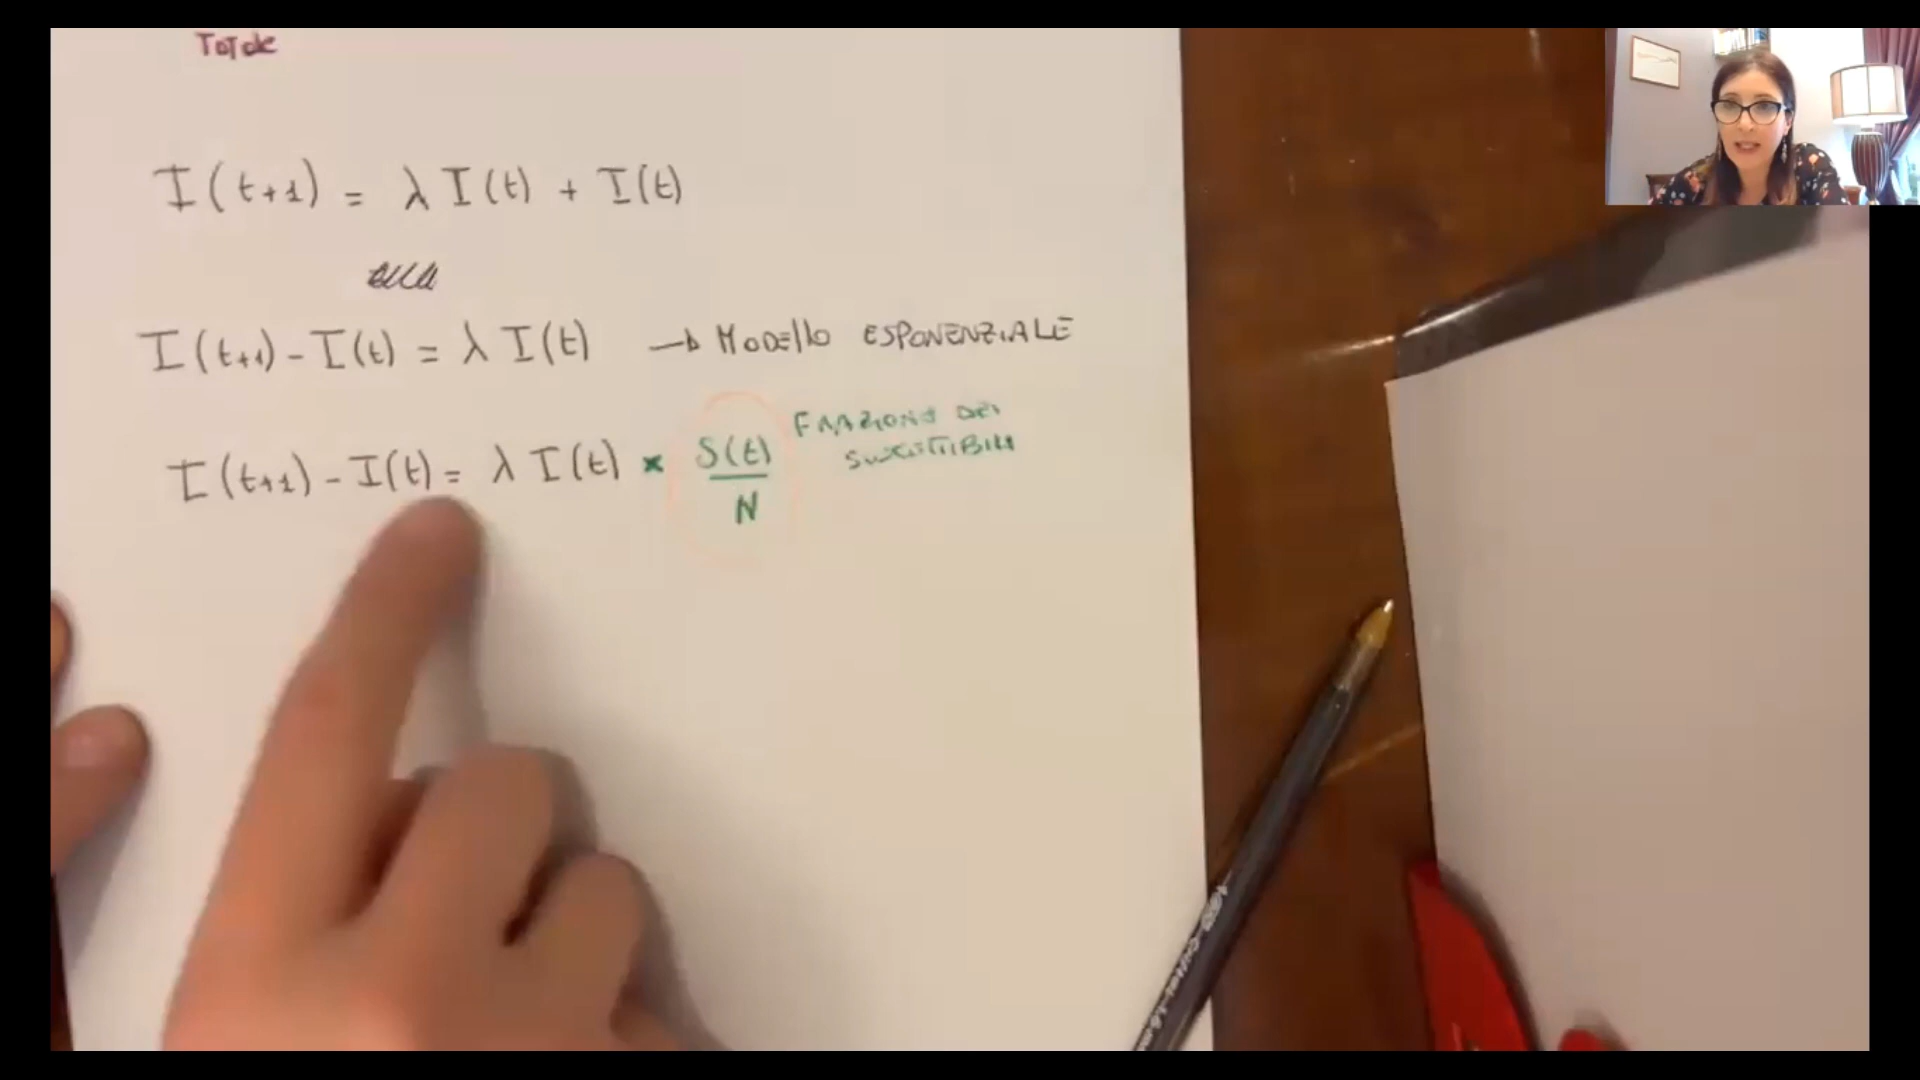 Totale
I(t+1) = λ I(t) + I(t)
I(t+1) - I(t) = λ I(t) → Modello ESPONENZIALE
I(t+1) - I(t) = λ I(t) × S(t)/N FRAZIONE DEI
SUSCETTIBILI